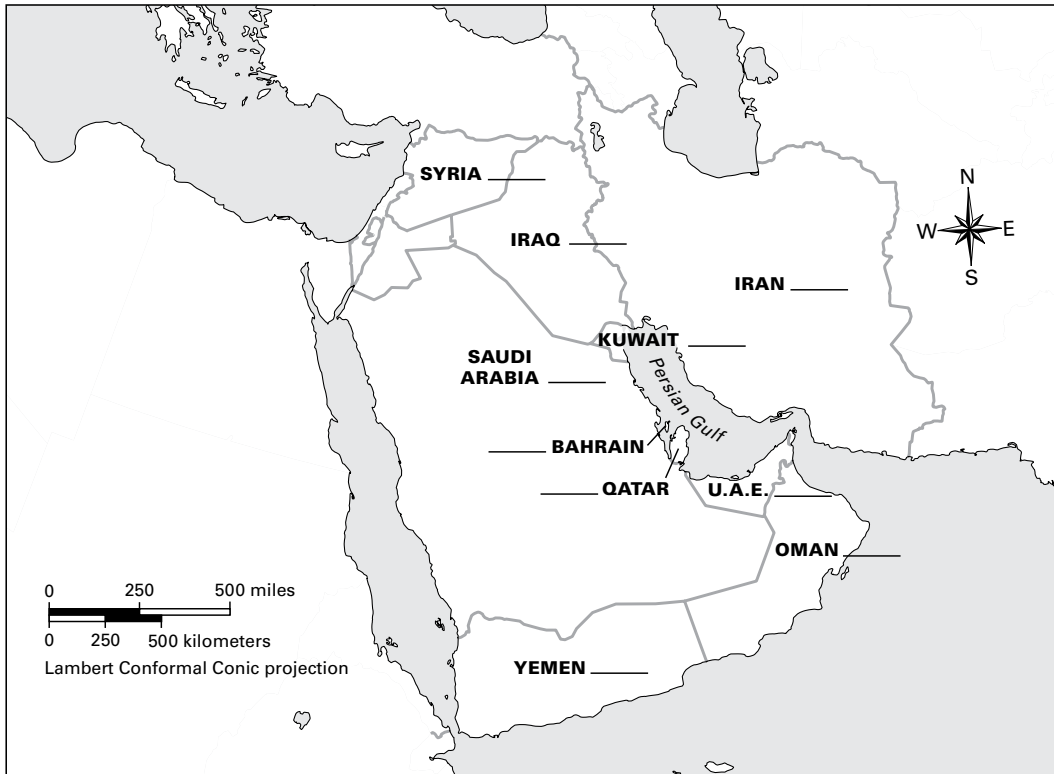 SYRIA
N
W E
S
IRAQ
IRAN
KUWAIT
SAUDI
ARABIA
Persian Gulf
BAHRAIN
QATAR
U.A.E.
OMAN
0 250 500 miles
0 250 500 kilometers
Lambert Conformal Conic projection
YEMEN